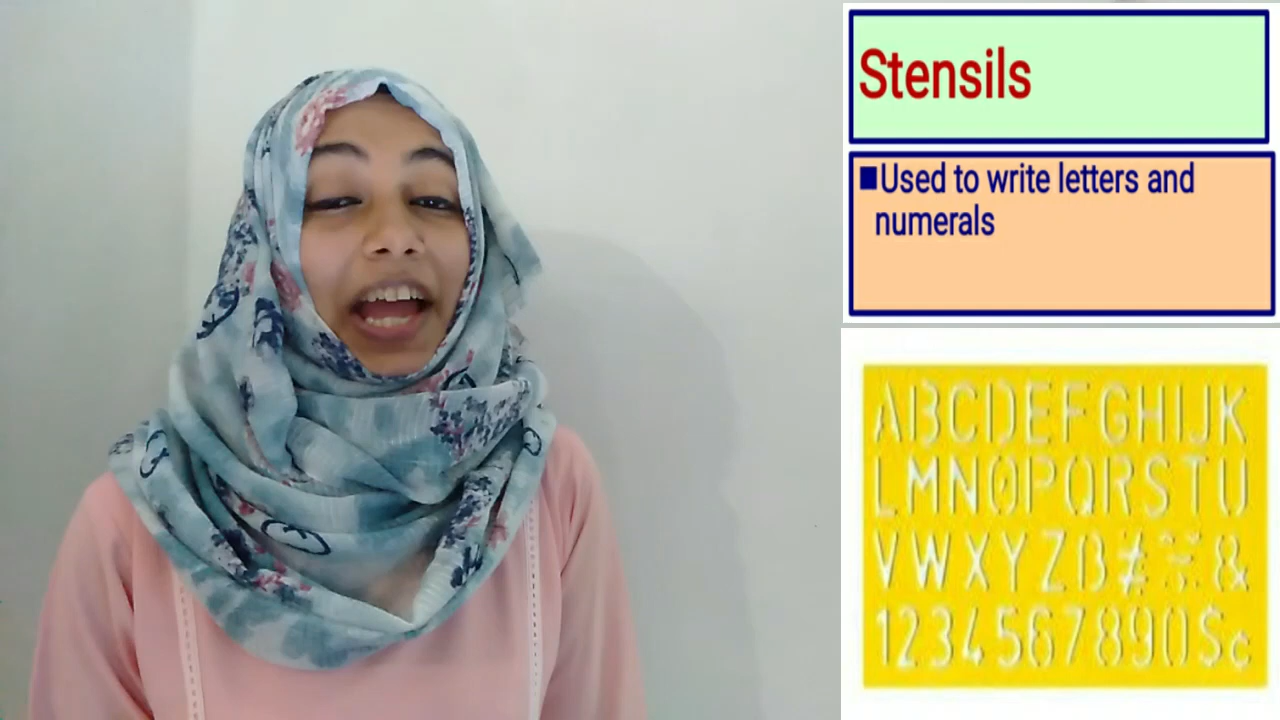 Stensils
■Used to write letters and
numerals
ABCDEFGHIJK
LMNOPQRSTU
VWXYZ
&
1234567890$¢